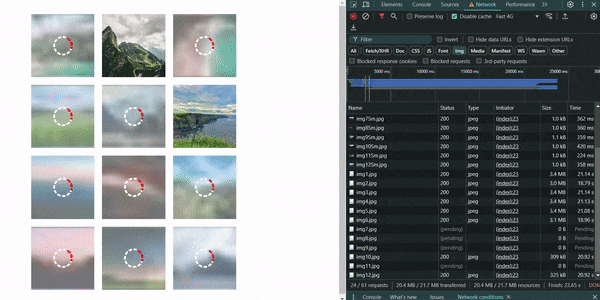 Elements Console Sources Network
Preserve log Disable cache Fast 4G
Filter Invert Hide data URLs Hide extension URLs
All Fetch/XHR Doc CSS JS Font Img Media Manifest WS Wasm Other
Blocked response cookies Blocked requests 3rd-party requests
5000 ms 10000 ms 15000 ms 20000 ms 25000 ms
Name Status Type Initiator Size Time
img7Sm.jpg 200 jpeg (index):23 1.0 kB 362 ms
img8Sm.jpg 200 jpeg (index):23 1.0 kB 360 ms
img9Sm.jpg 200 jpeg (index):23 1.1 kB 359 ms
img10Sm.jpg 200 jpeg (index):23 1.0 kB 420 ms
img11Sm.jpg 200 jpeg (index):23 1.0 kB 224 ms
img12Sm.jpg 200 jpeg (index):23 1.0 kB 358 ms
img1.jpg 200 jpeg (index):23 3.4 MB 21.14 s
img2.jpg 200 jpeg (index):23 3.0 MB 18.79 s
img3.jpg 200 jpeg (index):23 3.4 MB 21.14 s
img4.jpg 200 jpeg (index):23 3.4 MB 21.13 s
img5.jpg 200 jpeg (index):23 3.4 MB 21.08 s
img6.jpg 200 jpeg (index):23 3.1 MB 18.96 s
img7.jpg (pending) jpeg (index):23 0 B Pending
img8.jpg (pending) jpeg (index):23 0 B Pending
img9.jpg (pending) jpeg (index):23 0 B Pending
img10.jpg 200 jpeg (index):23 309 kB 20.92 s
img11.jpg (pending) jpeg (index):23 0 B Pending
img12.jpg 200 jpeg (index):23 325 kB 20.92 s
24 / 61 requests 20.4 MB / 21.7 MB transferred 20.4 MB / 21.7 MB resources Finish: 23.65 s DOM
Console What's new Issues Network conditions